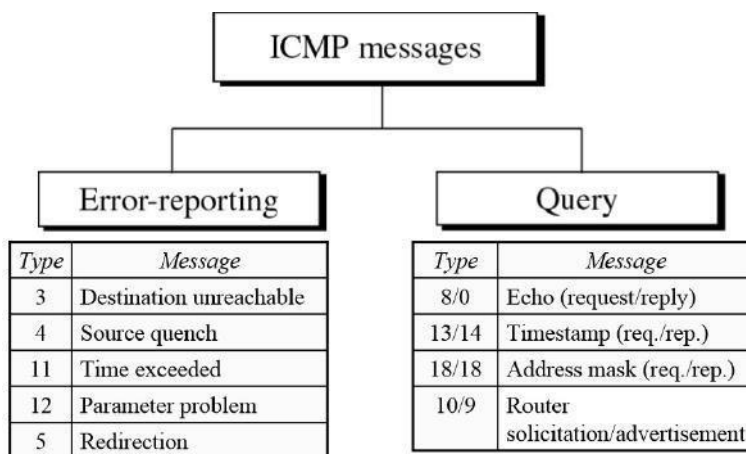 ICMP messages
Error-reporting
Query
Type Message
3 Destination unreachable
4 Source quench
11 Time exceeded
12 Parameter problem
5 Redirection
Type Message
8/0 Echo (request/reply)
13/14 Timestamp (req./rep.)
18/18 Address mask (req./rep.)
10/9 Router
solicitation/advertisement